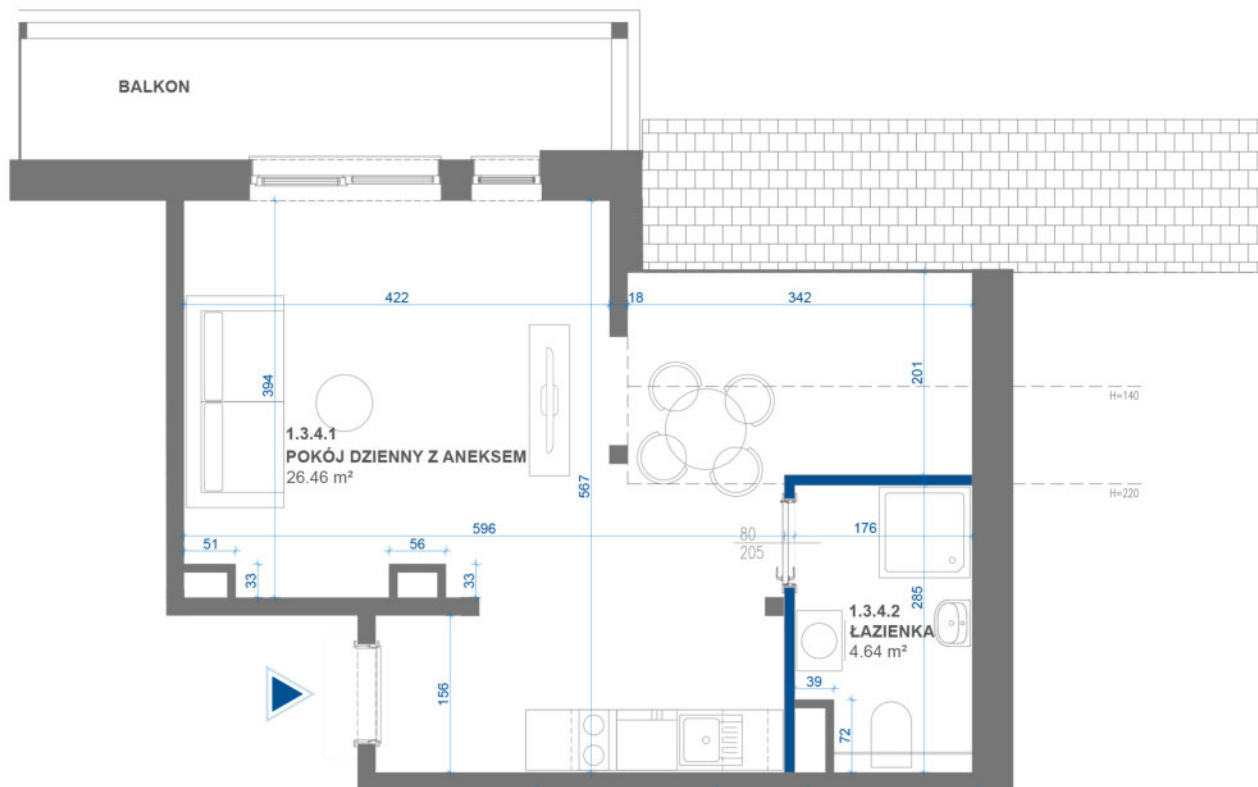 BALKON
422
18
342
394
201
H=140
1.3.4.1
POKÓJ DZIENNY Z ANEKSEM
26.46 m²
567
H=220
596
80
205
176
51
56
33
33
285
1.3.4.2
ŁAZIENKA
4.64 m²
39
156
72